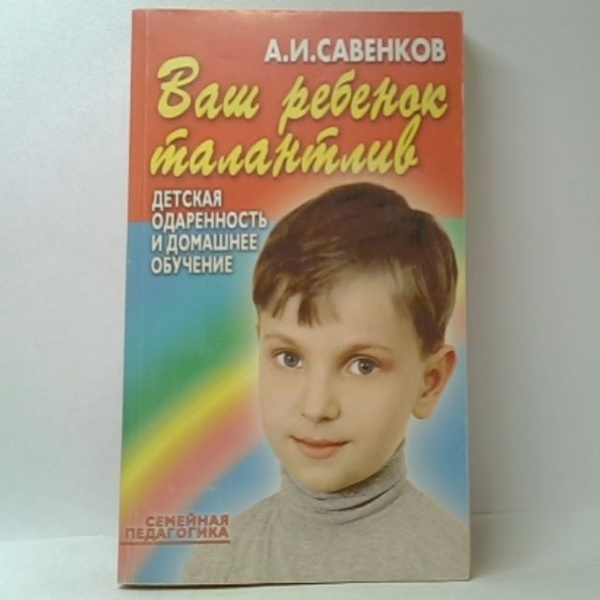 А.И.САВЕНКОВ
Ваш ребенок
талантлив
ДЕТСКАЯ
ОДАРЕННОСТЬ
И ДОМАШНЕЕ
ОБУЧЕНИЕ
СЕМЕЙНАЯ
ПЕДАГОГИКА